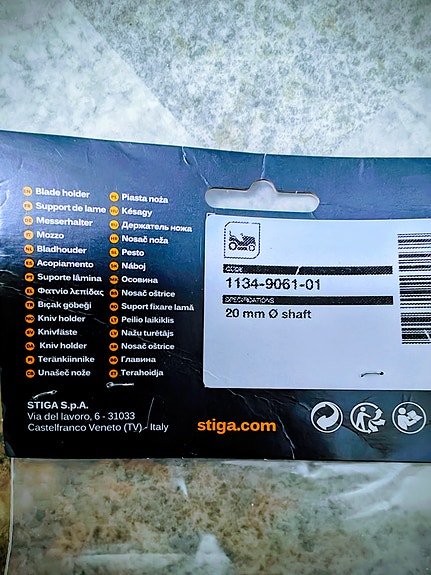 Blade holder
Support de lame
Messerhalter
Mozzo
Bladhouder
Acopiamento
Suporte lâmina
Φατνίο λεπίδας
Bıçak göbeği
Kniv holder
Knivfäste
Kniv holder
Teränkiinnike
Unašeč nože
Piasta noża
Késagy
Держатель ножа
Nosač noža
Pesto
Náboj
Осовина
Nosač oštrice
Suport fixare lamă
Peilio laikiklis
Nažu turētājs
Nosač oštrice
Главина
Terahoidja
STIGA S.p.A.
Via del lavoro, 6 - 31033
Castelfranco Veneto (TV) - Italy
stiga.com
CODE
1134-9061-01
SPECIFICATIONS
20 mm Ø shaft